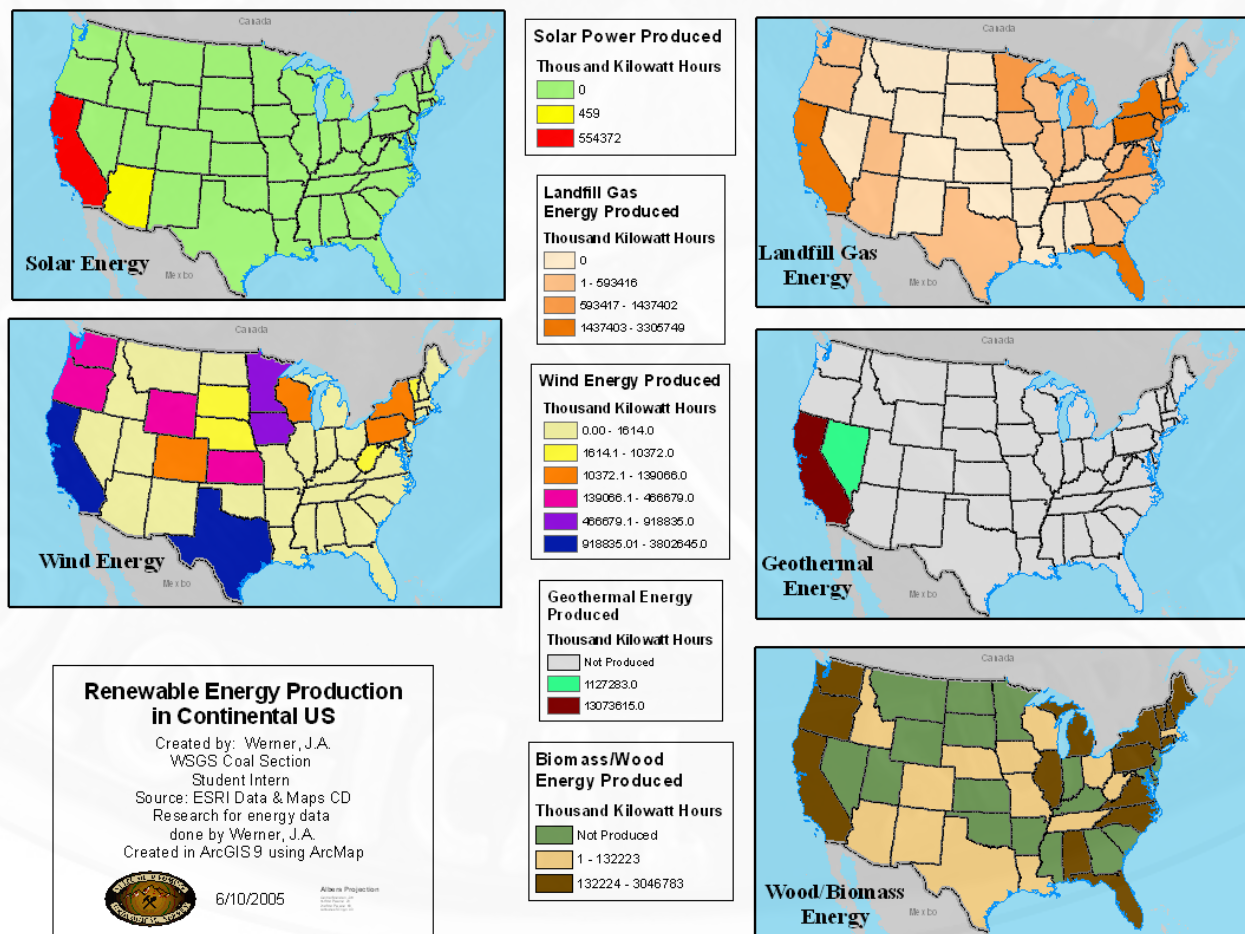 Canada
Mexico
Solar Energy
Solar Power Produced
Thousand Kilowatt Hours
0
459
554372
Landfill Gas
Energy Produced
Thousand Kilowatt Hours
0
1 - 593416
593417 - 1437402
1437403 - 3305749
Canada
Mexico
Landfill Gas
Energy
Canada
Mexico
Wind Energy
Wind Energy Produced
Thousand Kilowatt Hours
0.00 - 1614.0
1614.1 - 10372.0
10372.1 - 139066.0
139066.1 - 466679.0
466679.1 - 918835.0
918835.01 - 3802645.0
Canada
Mexico
Geothermal
Energy
Geothermal Energy
Produced
Thousand Kilowatt Hours
Not Produced
1127283.0
13073615.0
Renewable Energy Production
in Continental US
Created by: Werner, J.A.
WSGS Coal Section
Student Intern
Source: ESRI Data & Maps CD
Research for energy data
done by Werner, J.A.
Created in ArcGIS 9 using ArcMap
6/10/2005
Albers Projection
Biomass/Wood
Energy Produced
Thousand Kilowatt Hours
Not Produced
1 - 132223
132224 - 3046783
Canada
Mexico
Wood/Biomass
Energy